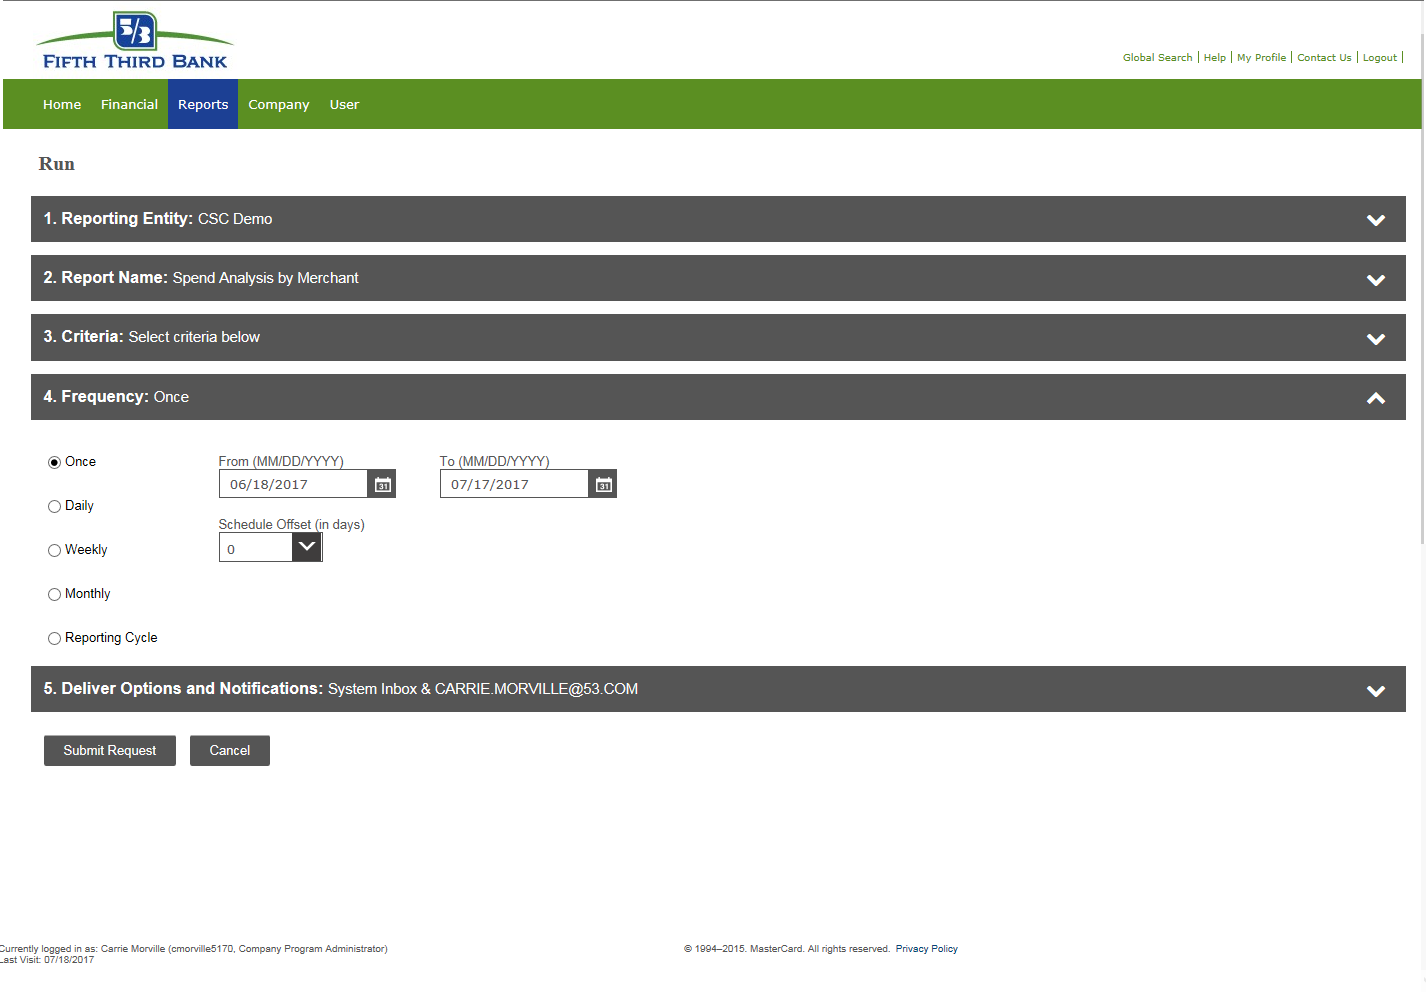 5/3
FIFTH THIRD BANK
Global Search | Help | My Profile | Contact Us | Logout |
Home Financial Reports Company User
Run
1. Reporting Entity: CSC Demo
2. Report Name: Spend Analysis by Merchant
3. Criteria: Select criteria below
4. Frequency: Once
Once From (MM/DD/YYYY) To (MM/DD/YYYY)
06/18/2017 31 07/17/2017 31
Daily
Schedule Offset (in days)
0
Weekly
Monthly
Reporting Cycle
5. Deliver Options and Notifications: System Inbox & CARRIE.MORVILLE@53.COM
Submit Request Cancel
Currently logged in as: Carrie Morville (cmorville5170, Company Program Administrator) © 1994–2015. MasterCard. All rights reserved. Privacy Policy
Last Visit: 07/18/2017